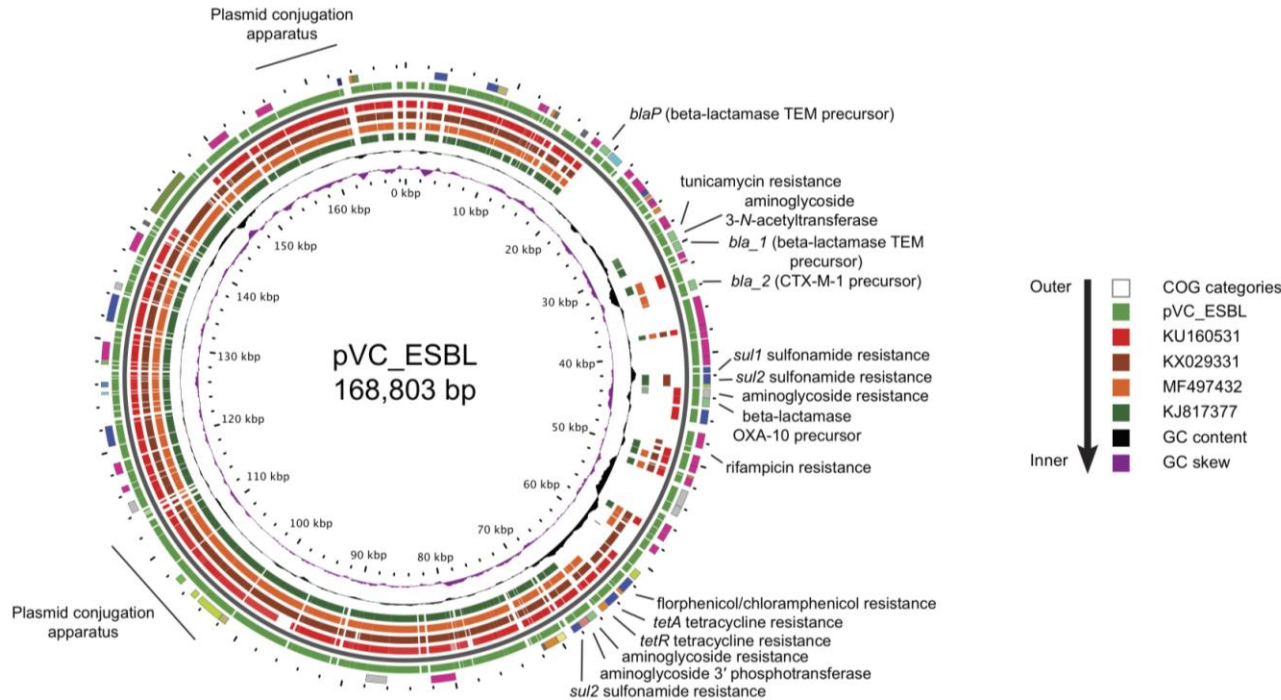 Plasmid conjugation
apparatus
blaP (beta-lactamase TEM precursor)
tunicamycin resistance
aminoglycoside
3-N-acetyltransferase
bla_1 (beta-lactamase TEM
precursor)
bla_2 (CTX-M-1 precursor)
sul1 sulfonamide resistance
sul2 sulfonamide resistance
aminoglycoside resistance
beta-lactamase
OXA-10 precursor
rifampicin resistance
florphenicol/chloramphenicol resistance
tetA tetracycline resistance
tetR tetracycline resistance
aminoglycoside resistance
aminoglycoside 3′ phosphotransferase
sul2 sulfonamide resistance
Plasmid conjugation
apparatus
0 kbp
10 kbp
20 kbp
30 kbp
40 kbp
50 kbp
60 kbp
70 kbp
80 kbp
90 kbp
100 kbp
110 kbp
120 kbp
130 kbp
140 kbp
150 kbp
160 kbp
pVC_ESBL
168,803 bp
Outer
Inner
COG categories
pVC_ESBL
KU160531
KX029331
MF497432
KJ817377
GC content
GC skew